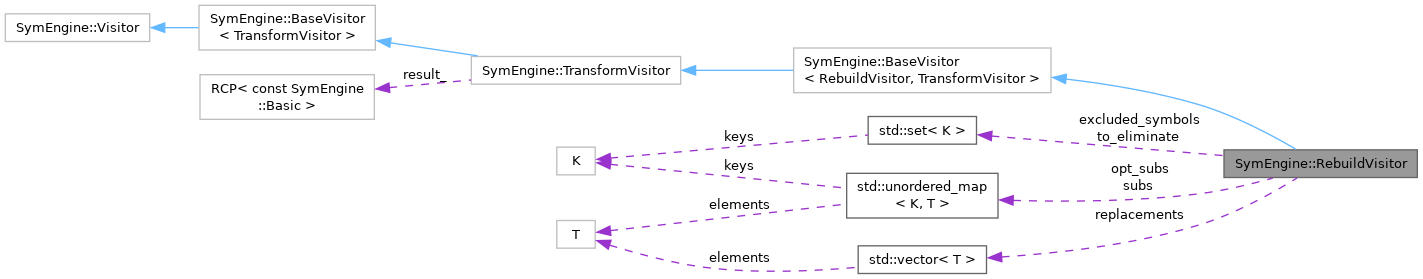 SymEngine::Visitor
SymEngine::BaseVisitor
< TransformVisitor >
result_
RCP< const SymEngine
::Basic >
SymEngine::TransformVisitor
SymEngine::BaseVisitor
< RebuildVisitor, TransformVisitor >
keys
std::set< K >
excluded_symbols
to_eliminate
K
keys
std::unordered_map
< K, T >
opt_subs
subs
SymEngine::RebuildVisitor
elements
T
elements
std::vector< T >
replacements